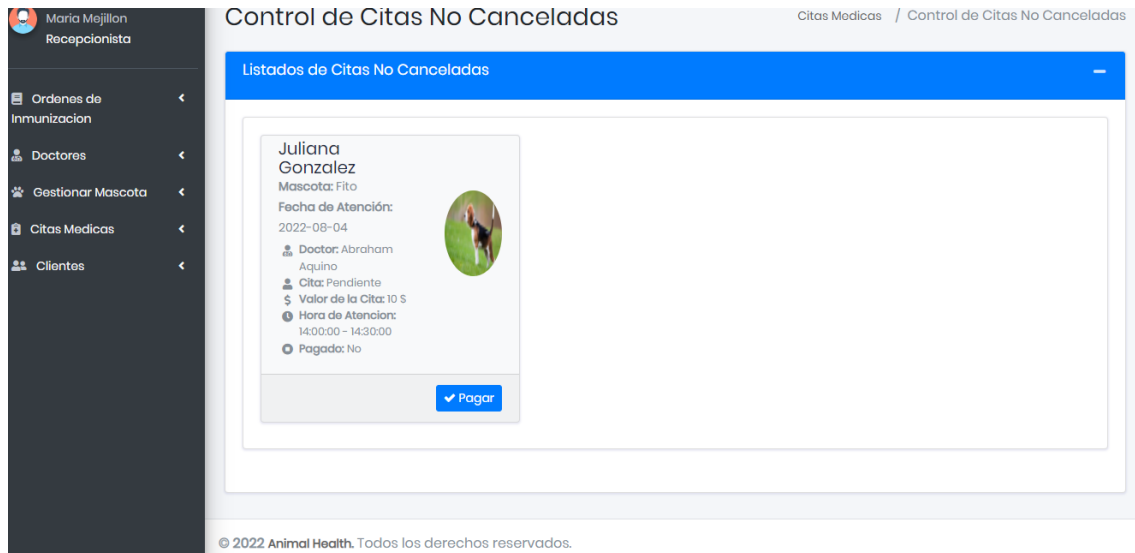 Maria Mejillon
Recepcionista
Ordenes de
Inmunizacion
Doctores
Gestionar Mascota
Citas Medicas
Clientes
Control de Citas No Canceladas
Citas Medicas / Control de Citas No Canceladas
Listados de Citas No Canceladas
Juliana
Gonzalez
Mascota: Fito
Fecha de Atención:
2022-08-04
Doctor: Abraham
Aquino
Cita: Pendiente
$ Valor de la Cita: 10 $
Hora de Atencion:
14:00:00 - 14:30:00
Pagado: No
Pagar
© 2022 Animal Health. Todos los derechos reservados.